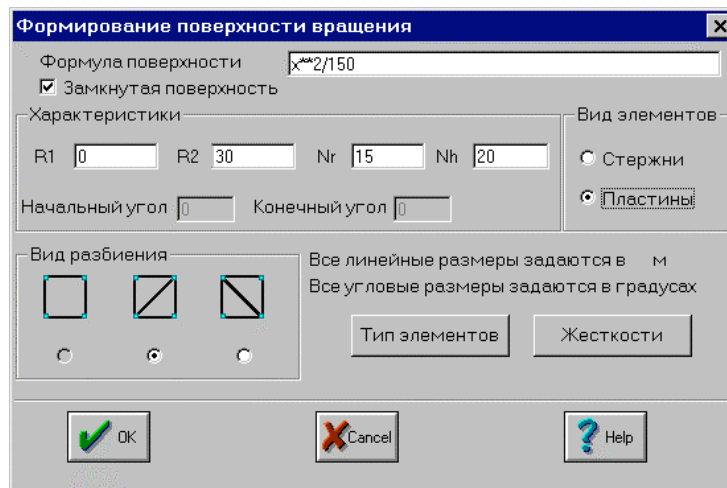 Формирование поверхности вращения
Формула поверхности x**2/150
Замкнутая поверхность
Характеристики
R1 0 R2 30 Nr 15 Nh 20
Начальный угол 0 Конечный угол 0
Вид элементов
Стержни
Пластины
Вид разбиения
Все линейные размеры задаются в м
Все угловые размеры задаются в градусах
Тип элементов Жесткости
OK Cancel Help